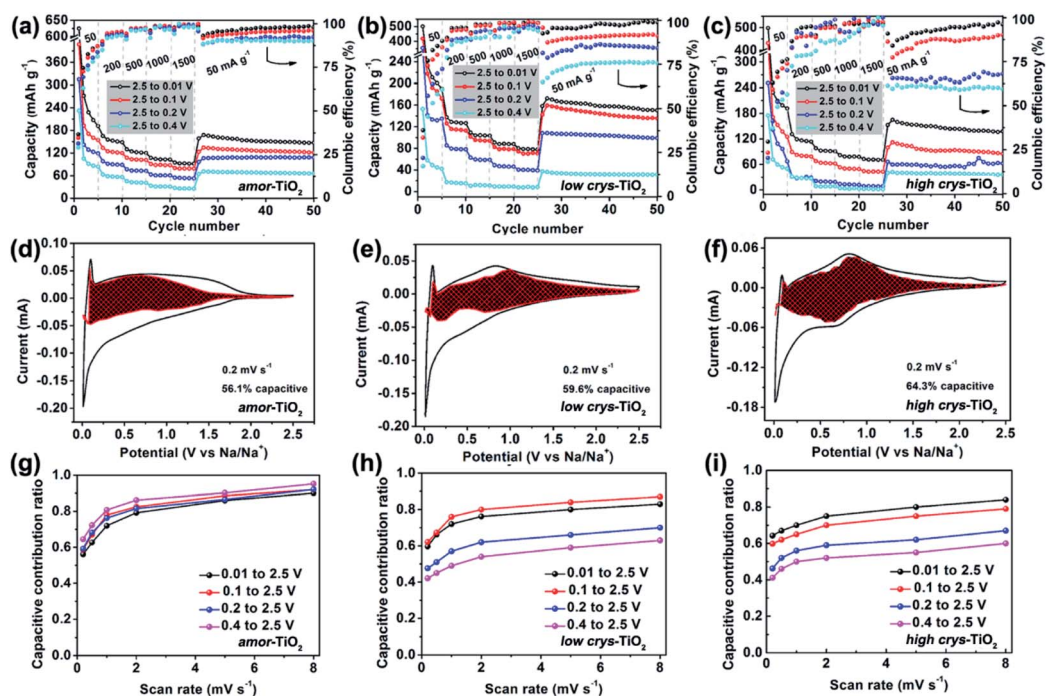 (a)
650
600
300
240
180
120
60
0
Capacity (mAh g⁻¹)
50
200
500
1000
1500
50 mA g⁻¹
2.5 to 0.01 V
2.5 to 0.1 V
2.5 to 0.2 V
2.5 to 0.4 V
amor-TiO₂
100
75
50
25
0
Columbic efficiency (%)
0 10 20 30 40 50
Cycle number
(b)
500
400
240
200
160
120
80
40
0
Capacity (mAh g⁻¹)
50
200
500
1000
1500
50 mA g⁻¹
2.5 to 0.01 V
2.5 to 0.1 V
2.5 to 0.2 V
2.5 to 0.4 V
low crys-TiO₂
100
75
50
25
0
Columbic efficiency (%)
0 10 20 30 40 50
Cycle number
(c)
500
400
300
240
180
120
60
0
Capacity (mAh g⁻¹)
50
200
500
1000
1500
50 mA g⁻¹
2.5 to 0.01 V
2.5 to 0.1 V
2.5 to 0.2 V
2.5 to 0.4 V
high crys-TiO₂
100
75
50
25
0
Columbic efficiency (%)
0 10 20 30 40 50
Cycle number
(d)
0.10
0.05
0.00
-0.05
-0.10
-0.15
-0.20
Current (mA)
0.2 mV s⁻¹
56.1% capacitive
amor-TiO₂
0.0 0.5 1.0 1.5 2.0 2.5
Potential (V vs Na/Na⁺)
(e)
0.10
0.05
0.00
-0.05
-0.10
-0.15
Current (mA)
0.2 mV s⁻¹
59.6% capacitive
low crys-TiO₂
0.0 0.5 1.0 1.5 2.0 2.5
Potential (V vs Na/Na⁺)
(f)
0.06
0.00
-0.06
-0.12
-0.18
Current (mA)
0.2 mV s⁻¹
64.3% capacitive
high crys-TiO₂
0.0 0.5 1.0 1.5 2.0 2.5
Potential (V vs Na/Na⁺)
(g)
1.0
0.8
0.6
0.4
0.2
0.0
Capacitive contribution ratio
0.01 to 2.5 V
0.1 to 2.5 V
0.2 to 2.5 V
0.4 to 2.5 V
amor-TiO₂
0 2 4 6 8
Scan rate (mV s⁻¹)
(h)
1.0
0.8
0.6
0.4
0.2
0.0
Capacitive contribution ratio
0.01 to 2.5 V
0.1 to 2.5 V
0.2 to 2.5 V
0.4 to 2.5 V
low crys-TiO₂
0 2 4 6 8
Scan rate (mV s⁻¹)
(i)
1.0
0.8
0.6
0.4
0.2
0.0
Capacitive contribution ratio
0.01 to 2.5 V
0.1 to 2.5 V
0.2 to 2.5 V
0.4 to 2.5 V
high crys-TiO₂
0 2 4 6 8
Scan rate (mV s⁻¹)